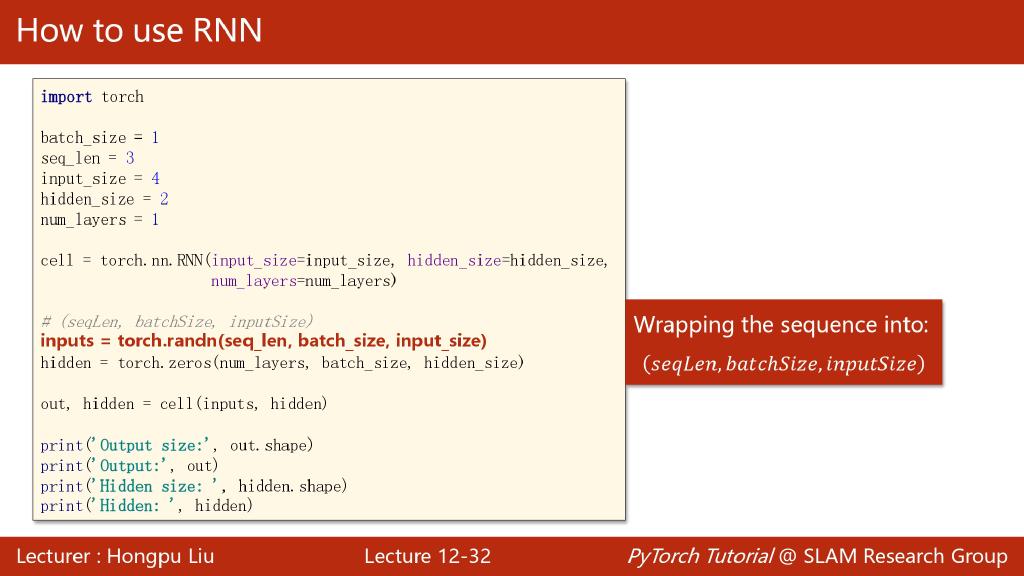 How to use RNN
import torch
batch_size = 1
seq_len = 3
input_size = 4
hidden_size = 2
num_layers = 1
cell = torch.nn.RNN(input_size=input_size, hidden_size=hidden_size,
num_layers=num_layers)
# (seqLen, batchSize, inputSize)
inputs = torch.randn(seq_len, batch_size, input_size)
hidden = torch.zeros(num_layers, batch_size, hidden_size)
out, hidden = cell(inputs, hidden)
print('Output size:', out.shape)
print('Output:', out)
print('Hidden size: ', hidden.shape)
print('Hidden: ', hidden)
Wrapping the sequence into:
(seqLen, batchSize, inputSize)
Lecturer : Hongpu Liu
Lecture 12-32
PyTorch Tutorial @ SLAM Research Group